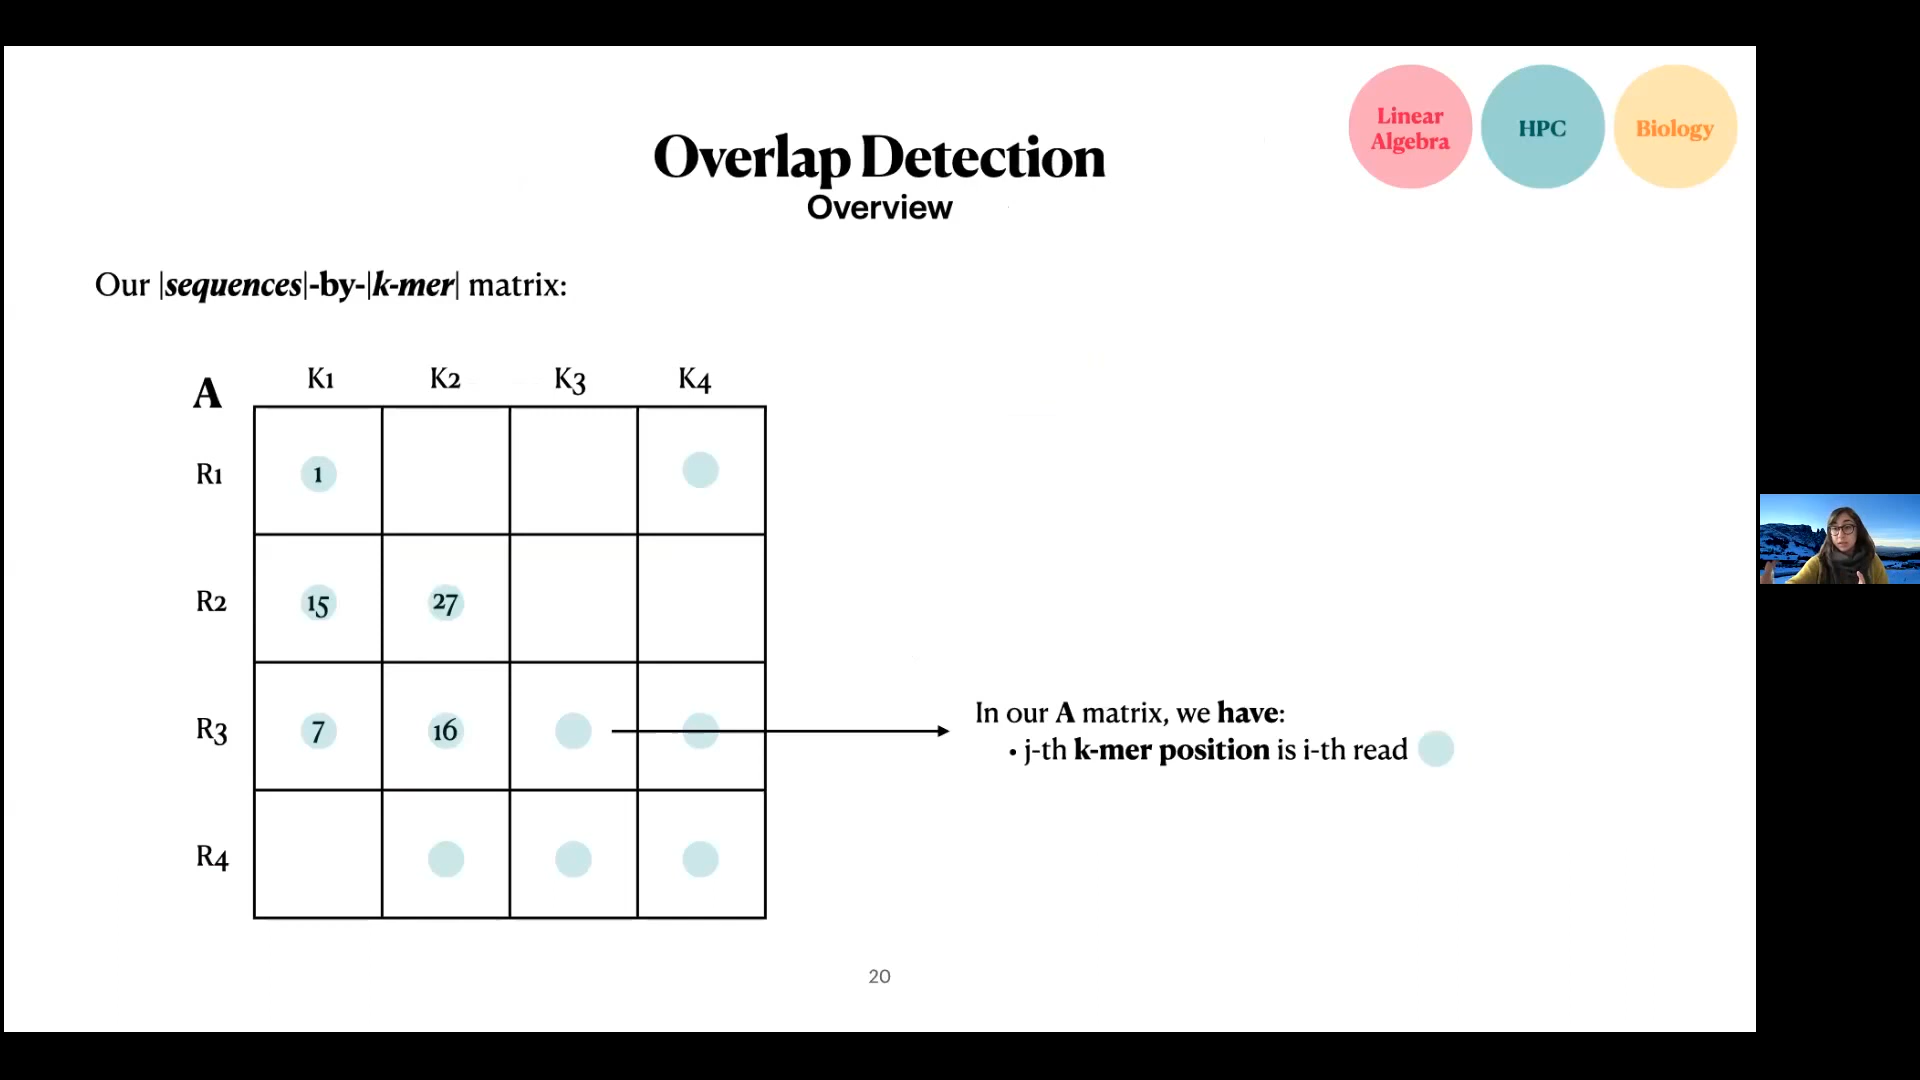 Linear
Algebra
HPC
Biology
Overlap Detection
Overview
Our |sequences|-by-|k-mer| matrix:
A
K1 K2 K3 K4
R1 1
R2 15 27
R3 7 16
R4
In our A matrix, we have:
• j-th k-mer position is i-th read
20